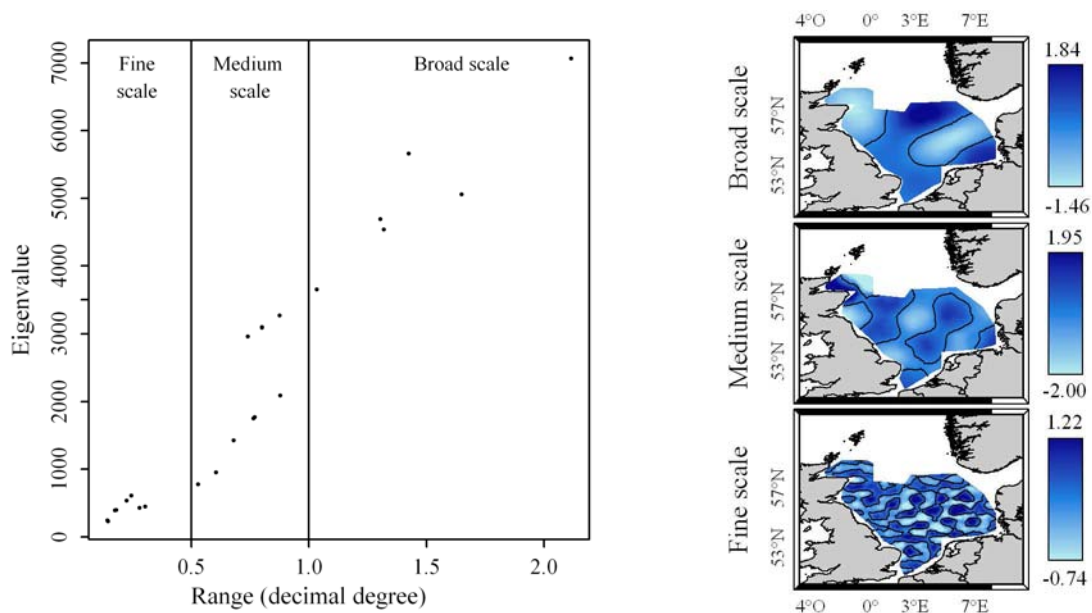 Fine
scale
Medium
scale
Broad scale
Eigenvalue
7000
6000
5000
4000
3000
2000
1000
0
0.5
1.0
1.5
2.0
Range (decimal degree)
4°O 0° 3°E 7°E
Broad scale
57°N
53°N
1.84
-1.46
Medium scale
57°N
53°N
1.95
-2.00
Fine scale
57°N
53°N
1.22
-0.74
4°O 0° 3°E 7°E